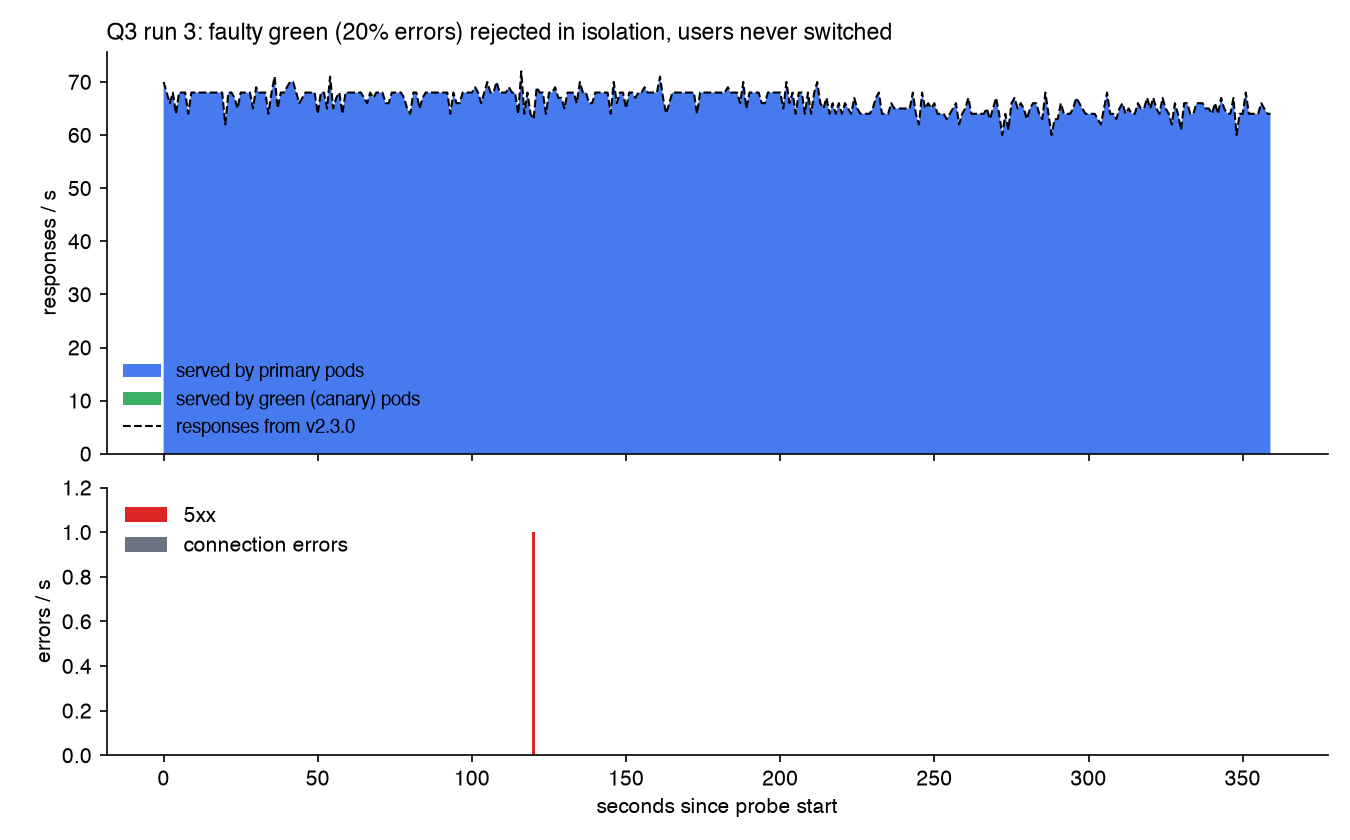 Q3 run 3: faulty green (20% errors) rejected in isolation, users never switched
70
60
50
40
30
20
10
0
responses / s
served by primary pods
served by green (canary) pods
responses from v2.3.0
1.2
1.0
0.8
0.6
0.4
0.2
0.0
errors / s
5xx
connection errors
0 50 100 150 200 250 300 350
seconds since probe start